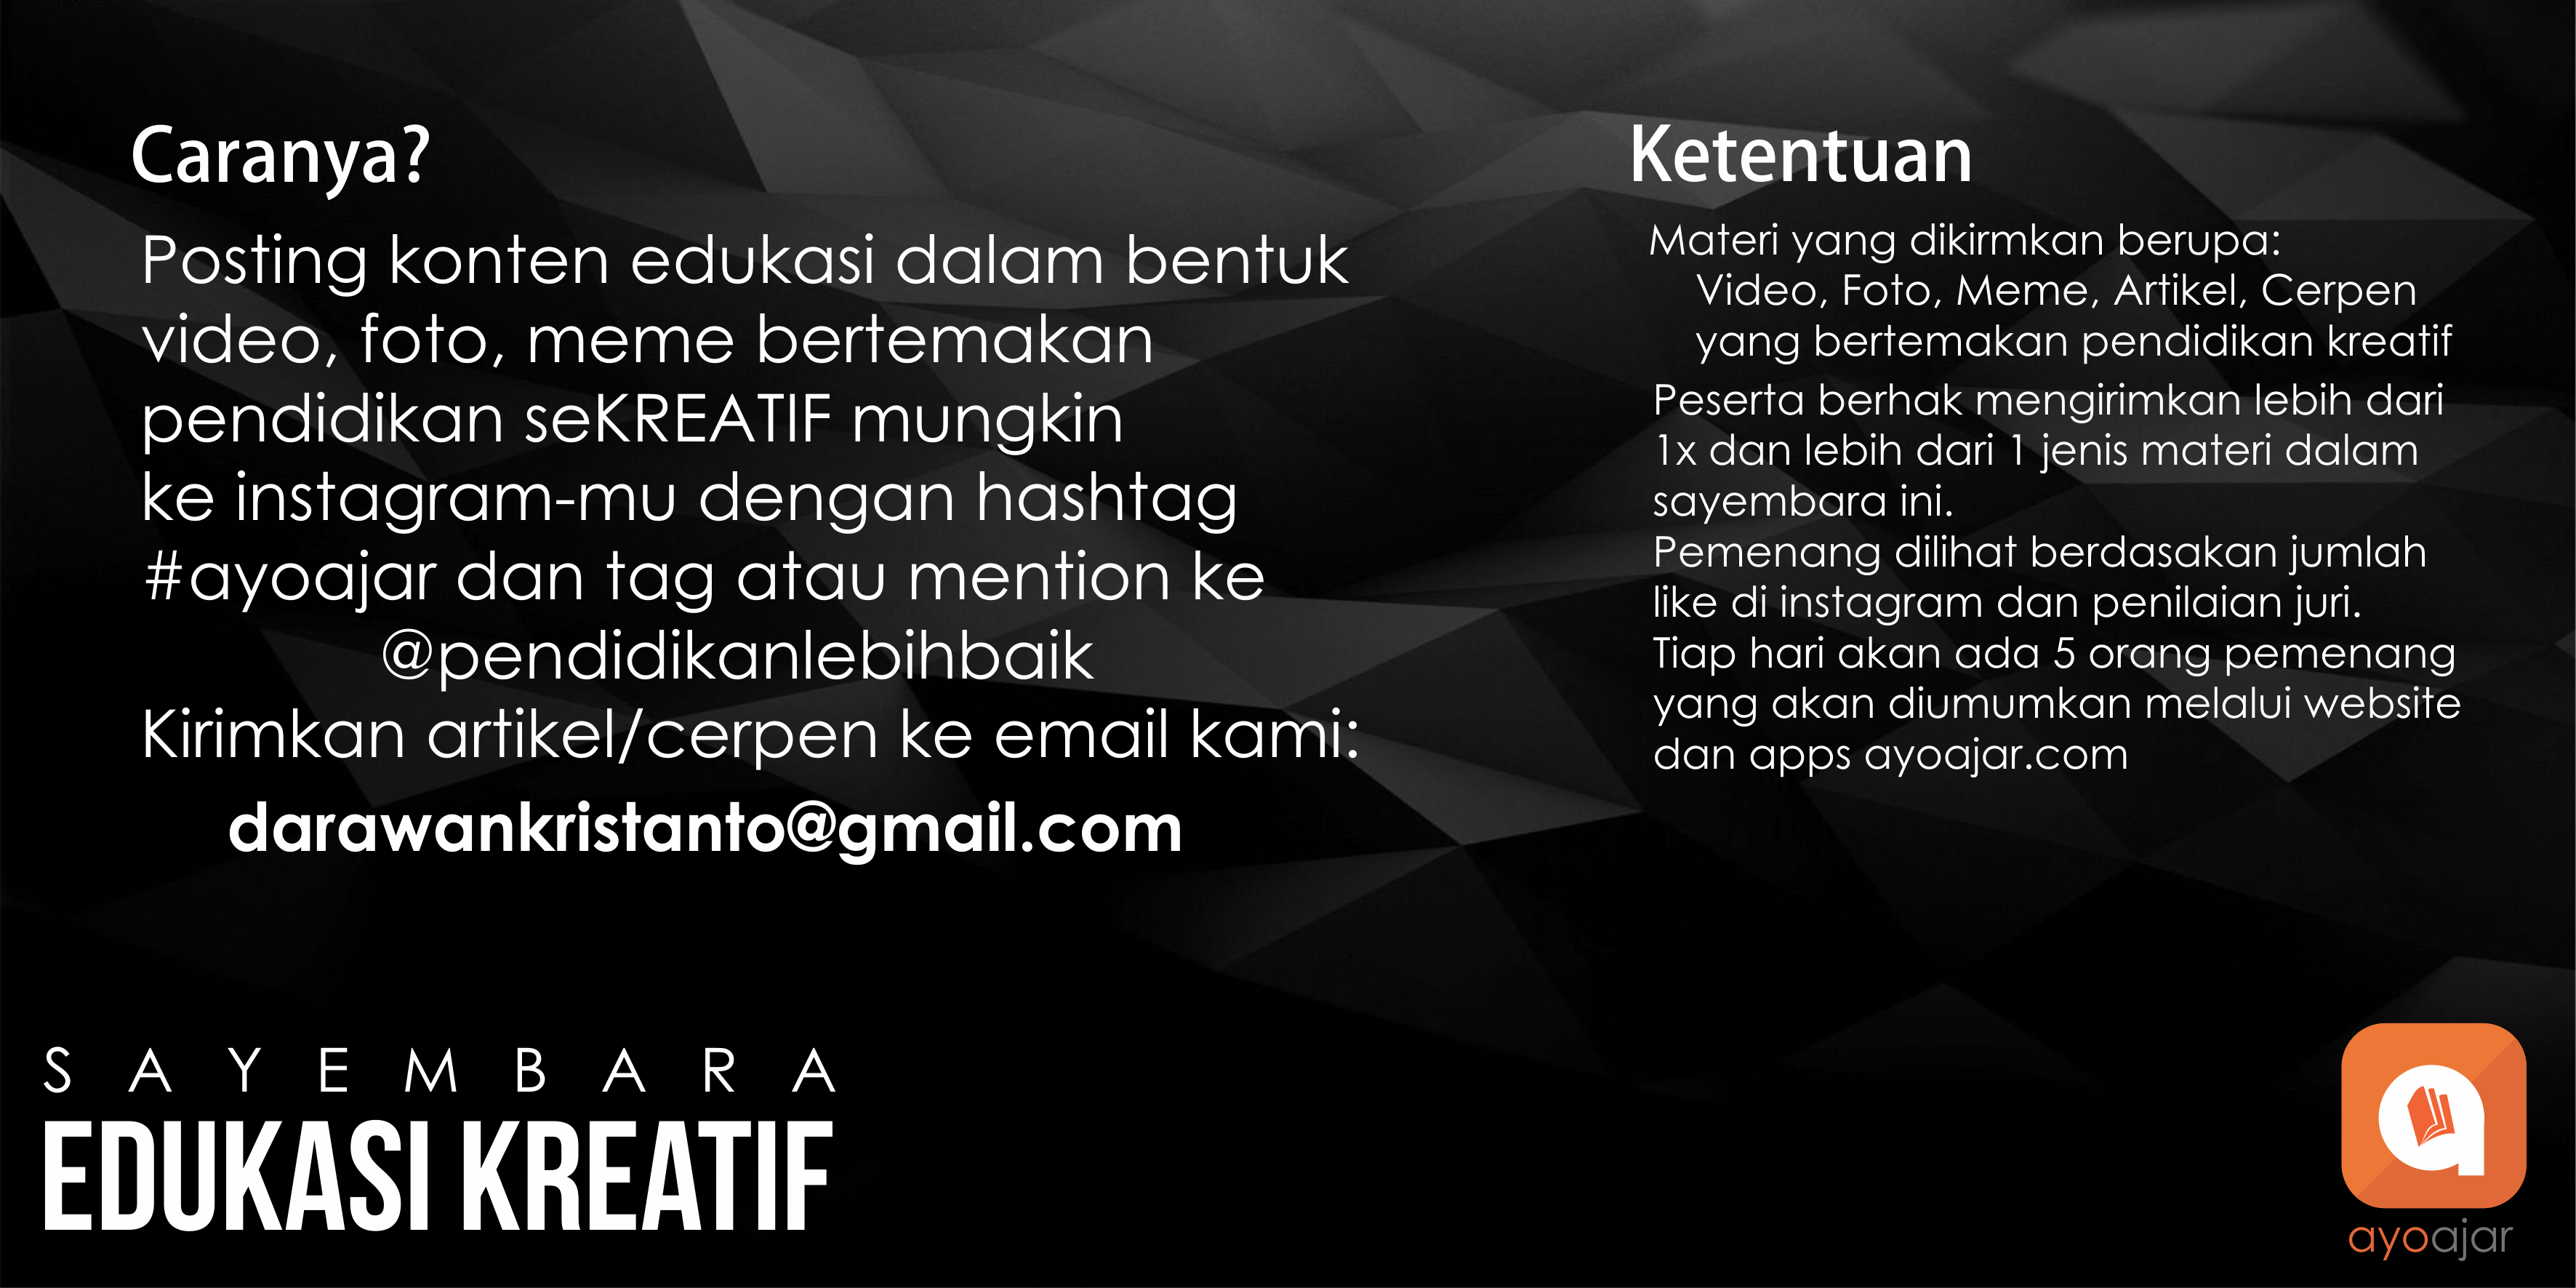 Caranya?
Posting konten edukasi dalam bentuk
video, foto, meme bertemakan
pendidikan seKREATIF mungkin
ke instagram-mu dengan hashtag
#ayoajar dan tag atau mention ke
@pendidikanlebihbaik
Kirimkan artikel/cerpen ke email kami:
darawankristanto@gmail.com
Ketentuan
Materi yang dikirmkan berupa:
Video, Foto, Meme, Artikel, Cerpen
yang bertemakan pendidikan kreatif
Peserta berhak mengirimkan lebih dari
1x dan lebih dari 1 jenis materi dalam
sayembara ini.
Pemenang dilihat berdasakan jumlah
like di instagram dan penilaian juri.
Tiap hari akan ada 5 orang pemenang
yang akan diumumkan melalui website
dan apps ayoajar.com
SAYEMBARA
EDUKASI KREATIF
ayoajar